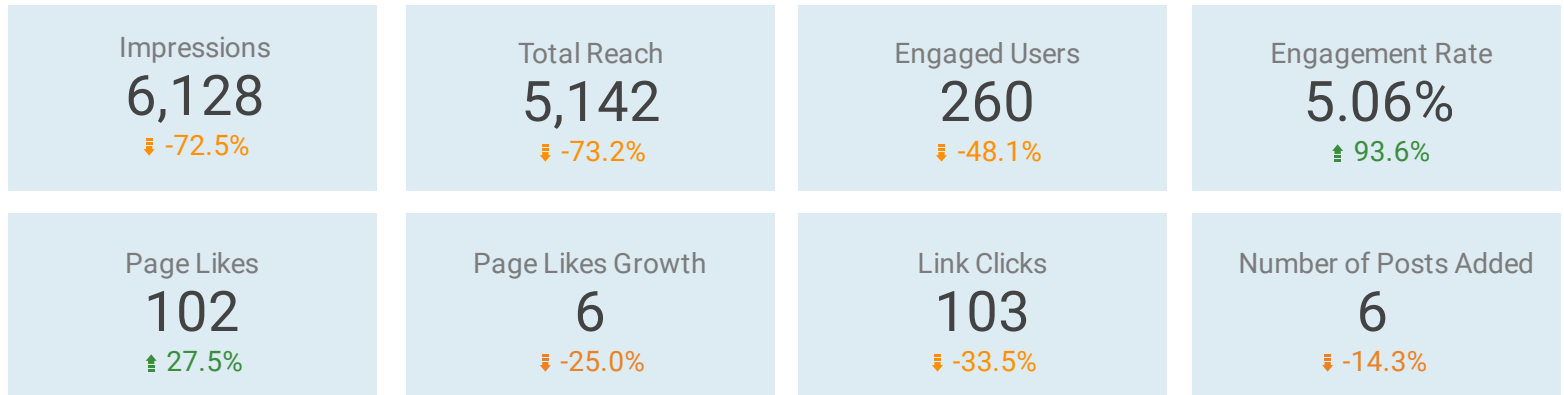 Impressions
6,128
-72.5%
Total Reach
5,142
-73.2%
Engaged Users
260
-48.1%
Engagement Rate
5.06%
93.6%
Page Likes
102
27.5%
Page Likes Growth
6
-25.0%
Link Clicks
103
-33.5%
Number of Posts Added
6
-14.3%